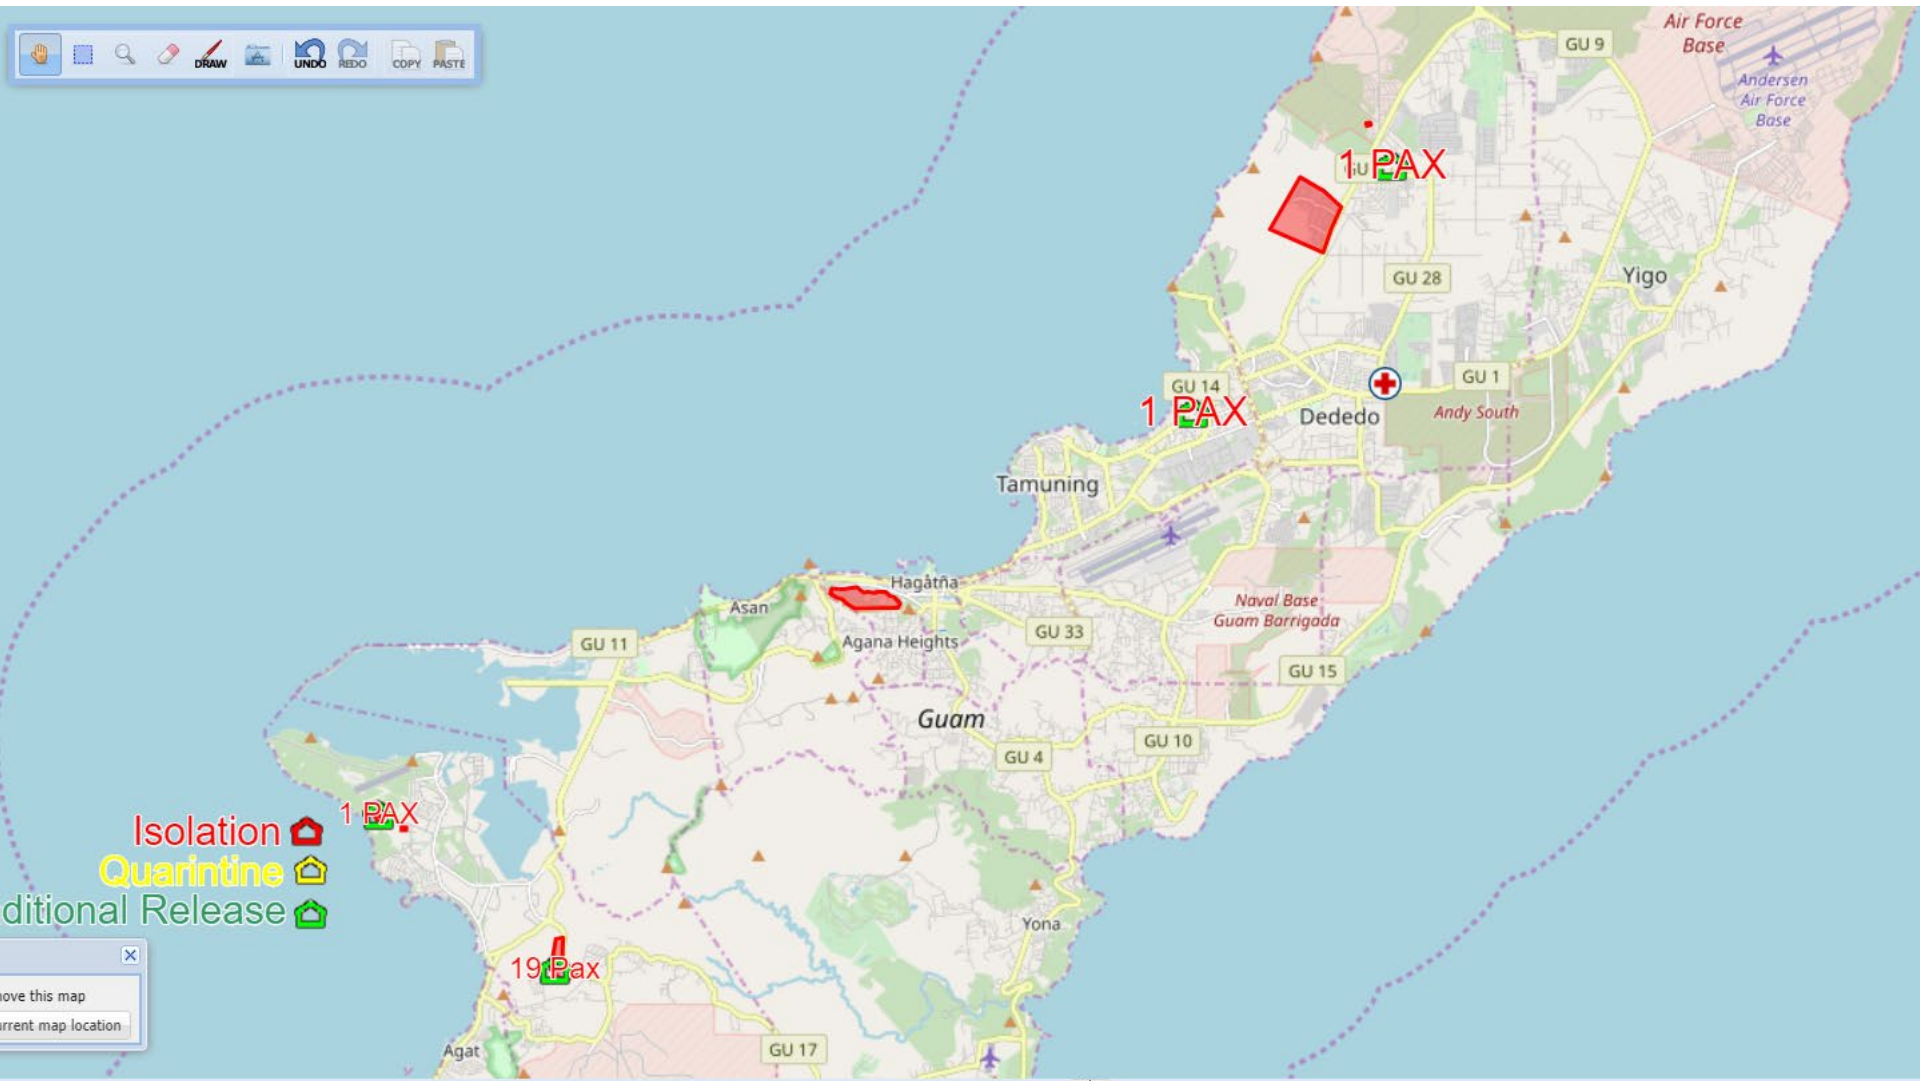 DRAW
UNDO
REDO
COPY
PASTE
GU 9
Air Force
Base
Andersen
Air Force
Base
GU
1 PAX
GU 28
Yigo
GU 14
1 PAX
GU 1
Dededo
Andy South
Tamuning
Hagåtña
Asan
Agana Heights
GU 33
Naval Base
Guam Barrigada
GU 11
GU 15
Guam
GU 4
GU 10
1 PAX
Isolation
Quarintine
ditional Release
Yona
19 Pax
ove this map
rrent map location
Agat
GU 17